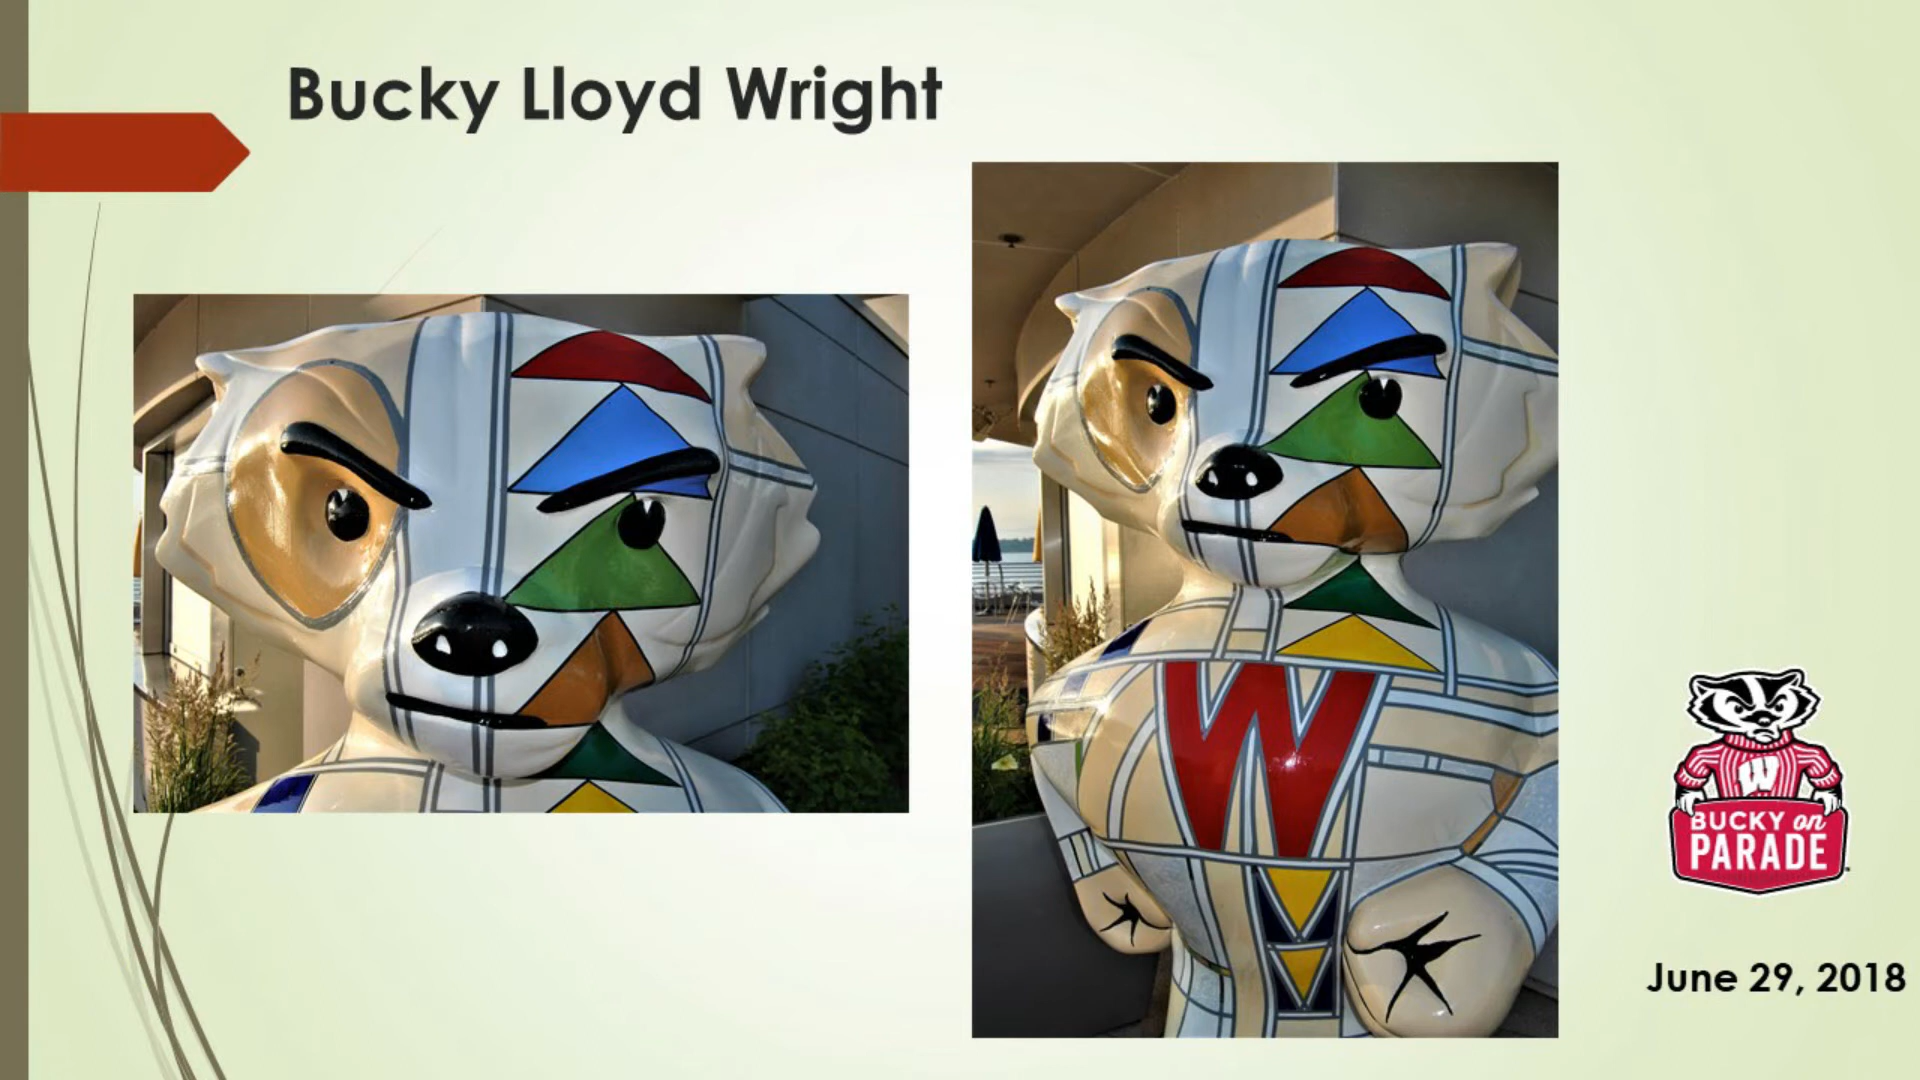 Bucky Lloyd Wright
W
W
BUCKY on
PARADE
June 29, 2018